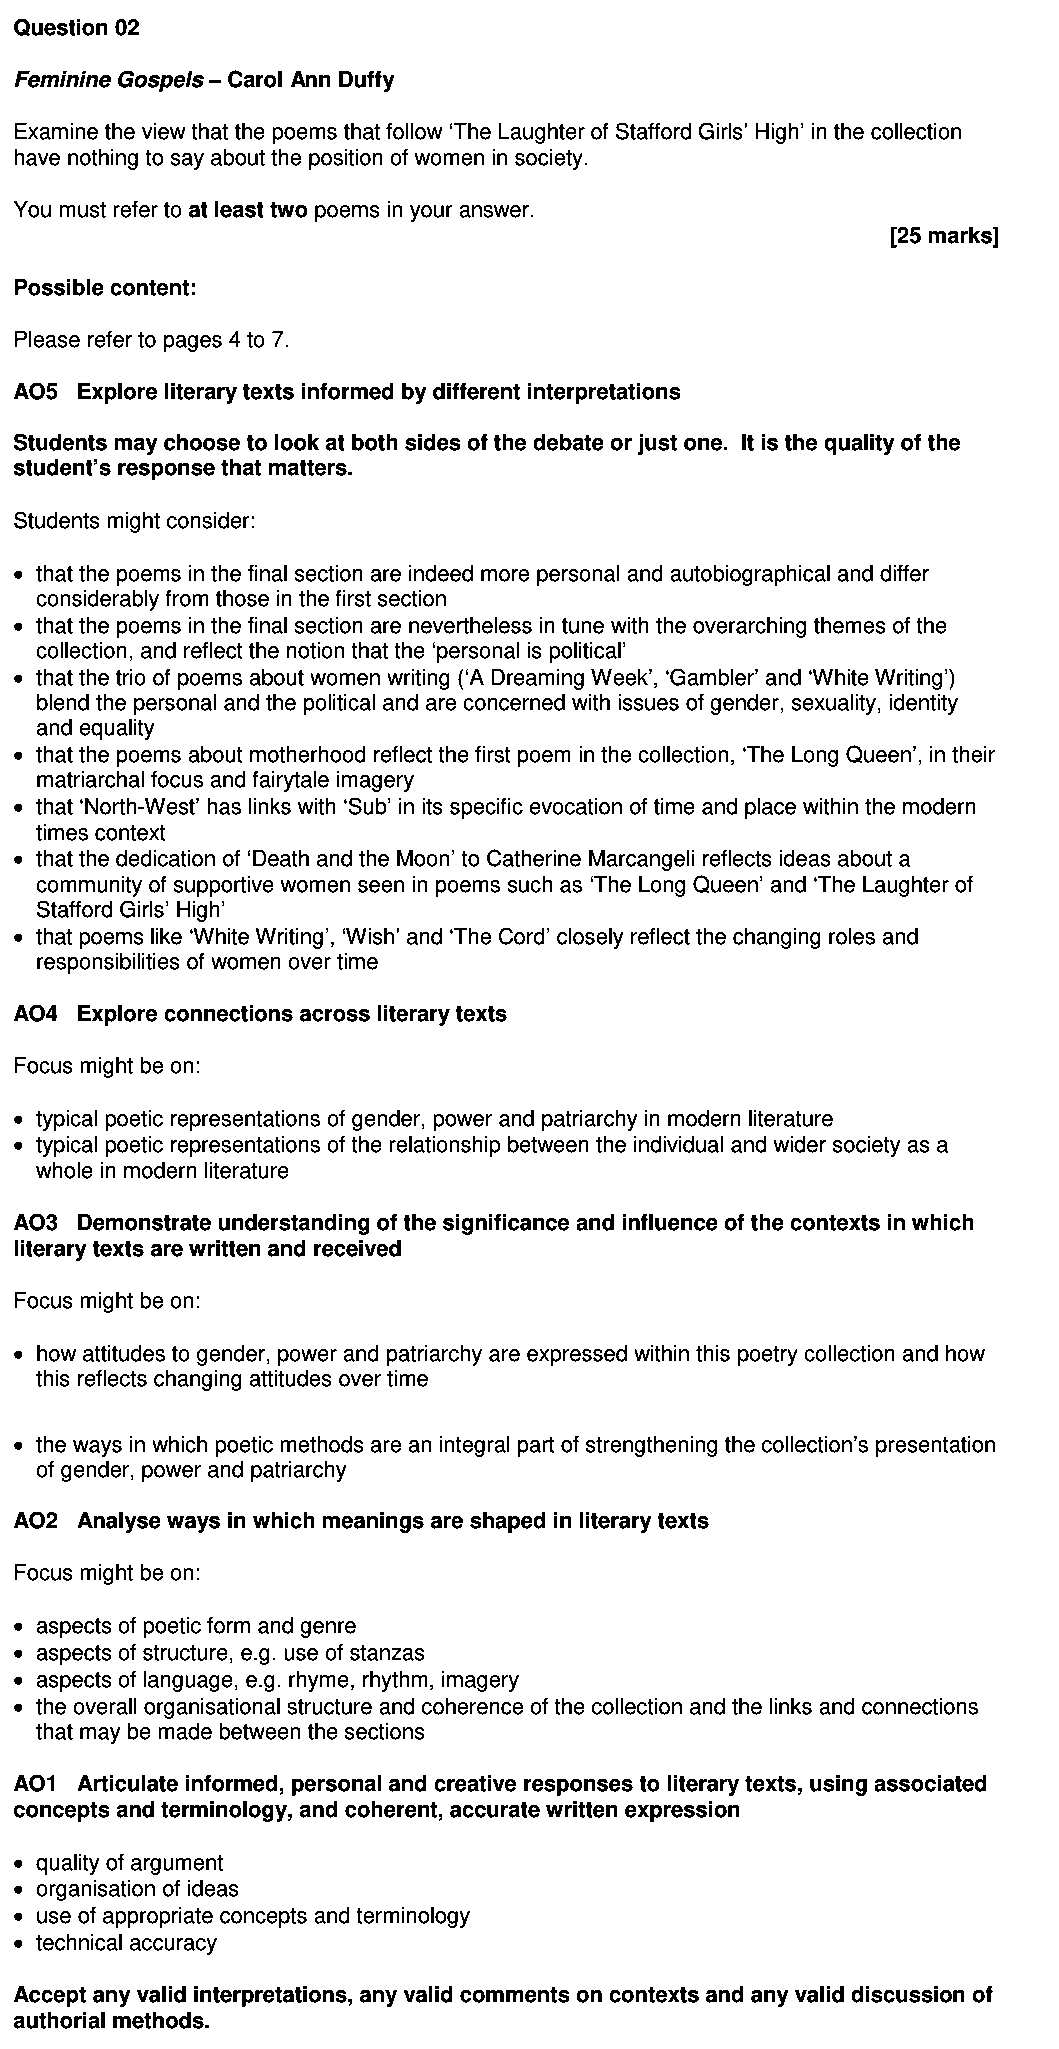 Question 02
Feminine Gospels – Carol Ann Duffy
Examine the view that the poems that follow ‘The Laughter of Stafford Girls’ High’ in the collection
have nothing to say about the position of women in society.
You must refer to at least two poems in your answer.
[25 marks]
Possible content:
Please refer to pages 4 to 7.
AO5 Explore literary texts informed by different interpretations
Students may choose to look at both sides of the debate or just one. It is the quality of the
student’s response that matters.
Students might consider:
• that the poems in the final section are indeed more personal and autobiographical and differ
considerably from those in the first section
• that the poems in the final section are nevertheless in tune with the overarching themes of the
collection, and reflect the notion that the ‘personal is political’
• that the trio of poems about women writing (‘A Dreaming Week’, ‘Gambler’ and ‘White Writing’)
blend the personal and the political and are concerned with issues of gender, sexuality, identity
and equality
• that the poems about motherhood reflect the first poem in the collection, ‘The Long Queen’, in their
matriarchal focus and fairytale imagery
• that ‘North-West’ has links with ‘Sub’ in its specific evocation of time and place within the modern
times context
• that the dedication of ‘Death and the Moon’ to Catherine Marcangeli reflects ideas about a
community of supportive women seen in poems such as ‘The Long Queen’ and ‘The Laughter of
Stafford Girls’ High’
• that poems like ‘White Writing’, ‘Wish’ and ‘The Cord’ closely reflect the changing roles and
responsibilities of women over time
AO4 Explore connections across literary texts
Focus might be on:
• typical poetic representations of gender, power and patriarchy in modern literature
• typical poetic representations of the relationship between the individual and wider society as a
whole in modern literature
AO3 Demonstrate understanding of the significance and influence of the contexts in which
literary texts are written and received
Focus might be on:
• how attitudes to gender, power and patriarchy are expressed within this poetry collection and how
this reflects changing attitudes over time
• the ways in which poetic methods are an integral part of strengthening the collection’s presentation
of gender, power and patriarchy
AO2 Analyse ways in which meanings are shaped in literary texts
Focus might be on:
• aspects of poetic form and genre
• aspects of structure, e.g. use of stanzas
• aspects of language, e.g. rhyme, rhythm, imagery
• the overall organisational structure and coherence of the collection and the links and connections
that may be made between the sections
AO1 Articulate informed, personal and creative responses to literary texts, using associated
concepts and terminology, and coherent, accurate written expression
• quality of argument
• organisation of ideas
• use of appropriate concepts and terminology
• technical accuracy
Accept any valid interpretations, any valid comments on contexts and any valid discussion of
authorial methods.